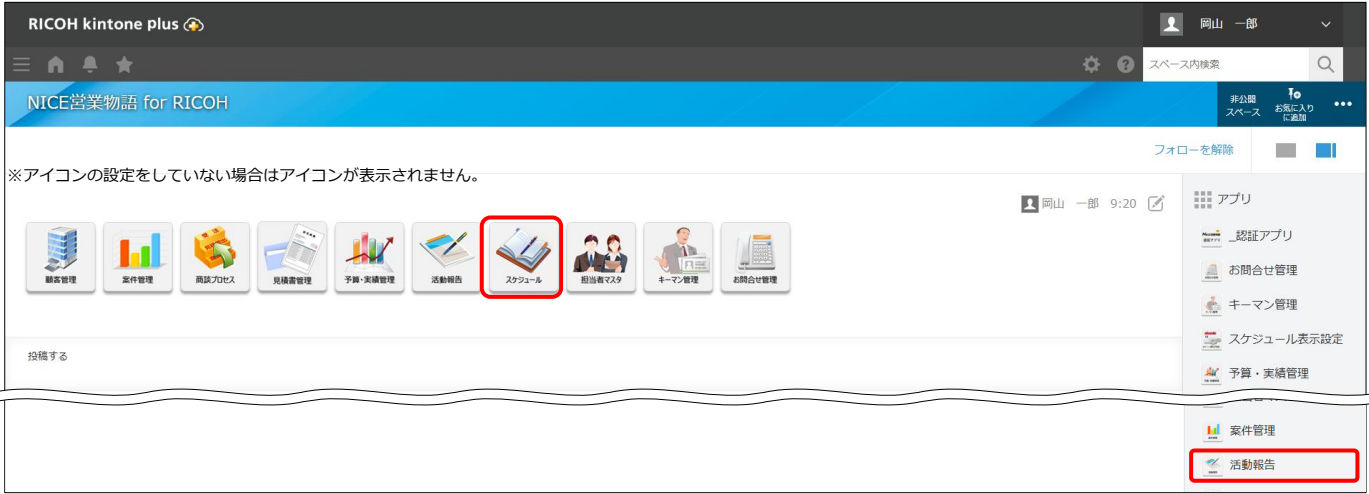 RICOH kintone plus
岡山 一郎
スペース内検索
NICE営業物語 for RICOH
非公開
スペース
お気に入り
に追加
フォローを解除
※アイコンの設定をしていない場合はアイコンが表示されません。
岡山 一郎 9:20
顧客管理
案件管理
商談プロセス
見積書管理
予算・実績管理
活動報告
スケジュール
担当者マスタ
キーマン管理
お問合せ管理
投稿する
アプリ
_認証アプリ
お問合せ管理
キーマン管理
スケジュール表示設定
予算・実績管理
案件管理
活動報告